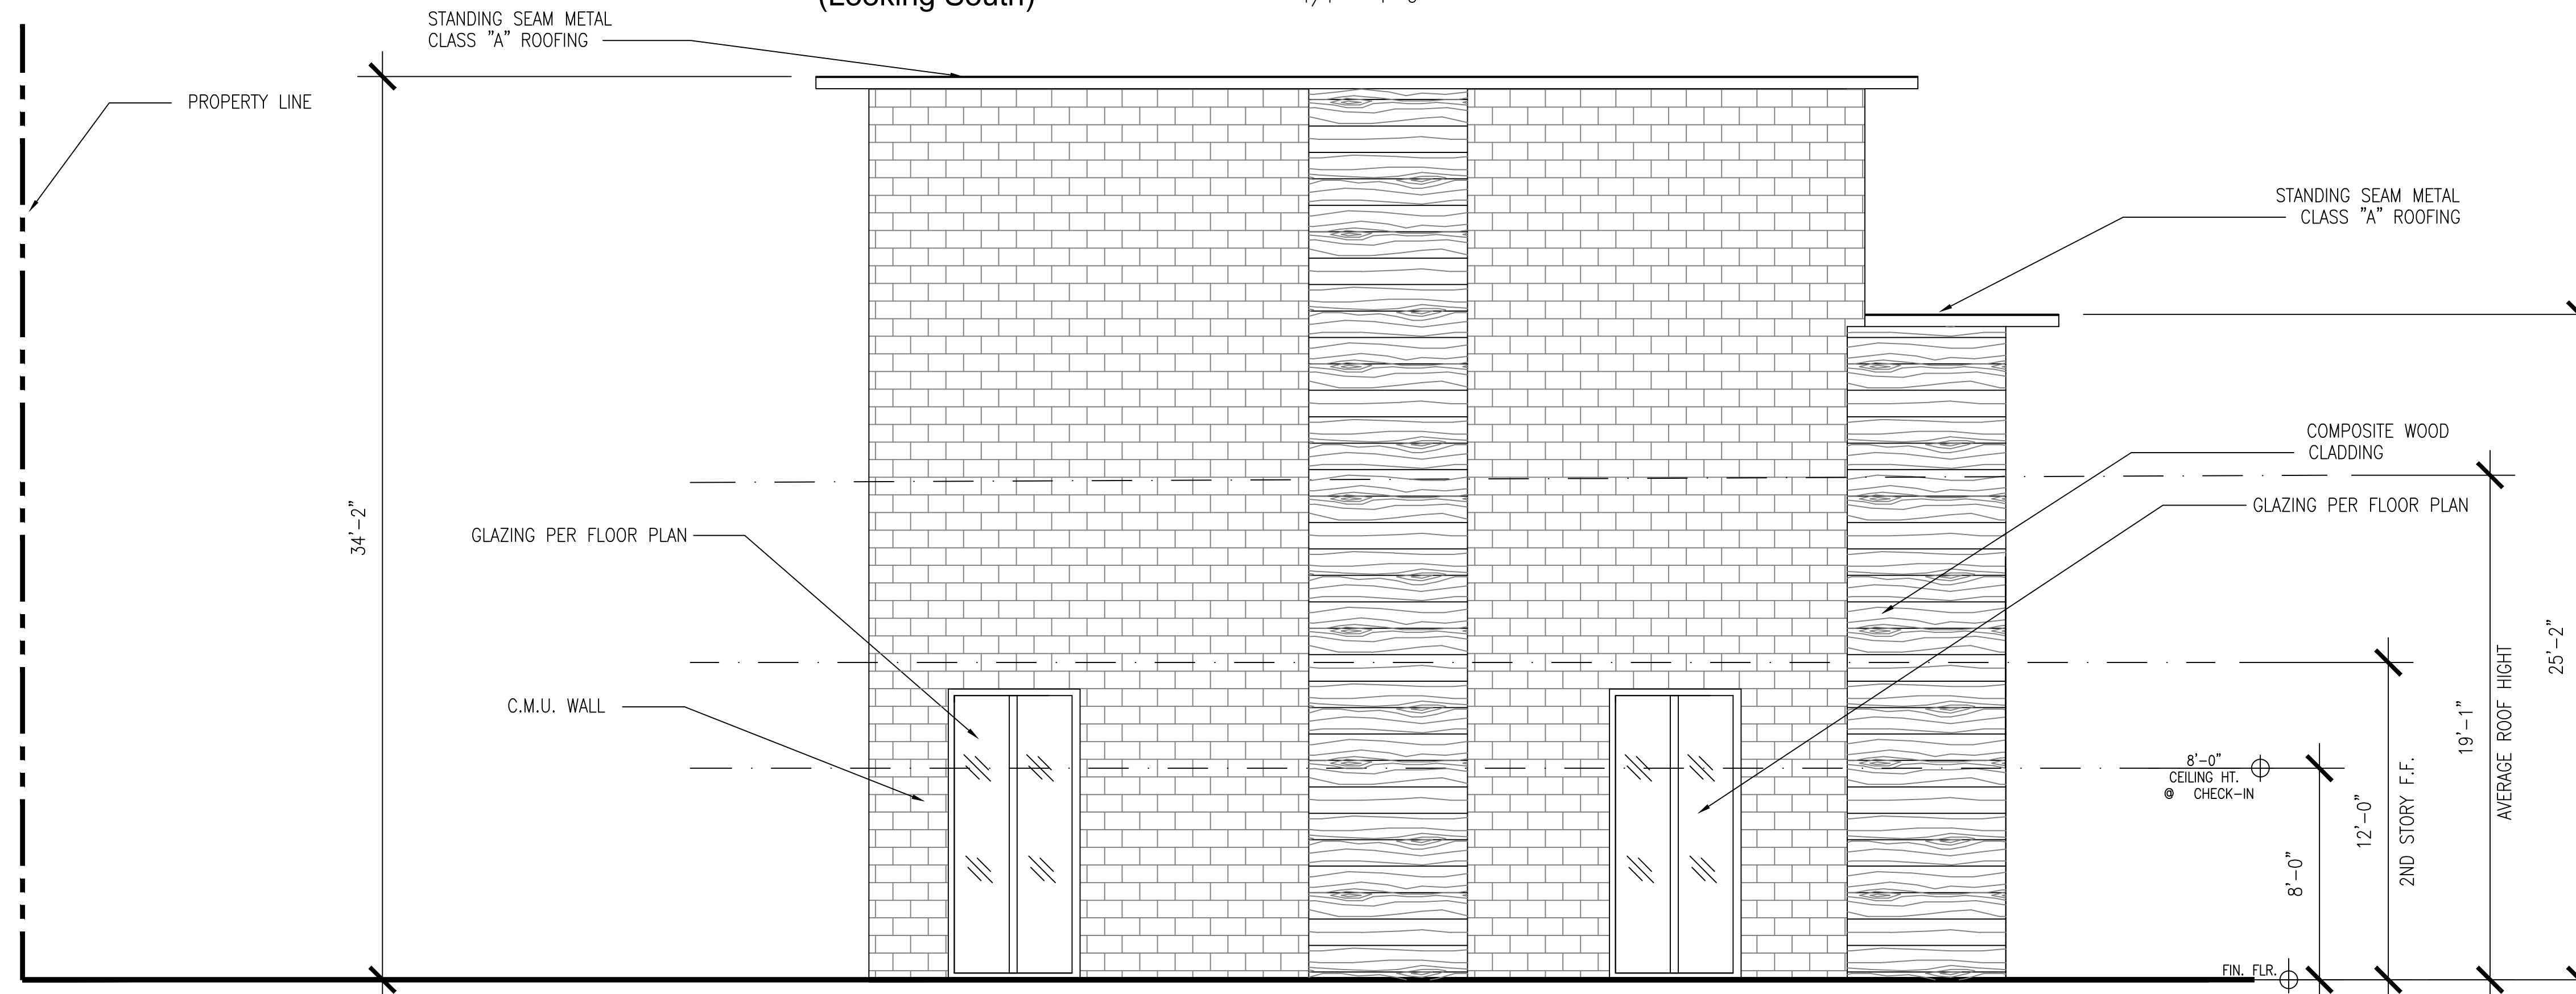 (Looking South)
STANDING SEAM METAL
CLASS "A" ROOFING
PROPERTY LINE
STANDING SEAM METAL
CLASS "A" ROOFING
COMPOSITE WOOD
CLADDING
GLAZING PER FLOOR PLAN
34'-2"
GLAZING PER FLOOR PLAN
C.M.U. WALL
8'-0"
CEILING HT.
@ CHECK-IN
8'-0"
12'-0"
2ND STORY F.F.
19'-1"
AVERAGE ROOF HIGHT
25'-2"
FIN. FLR.